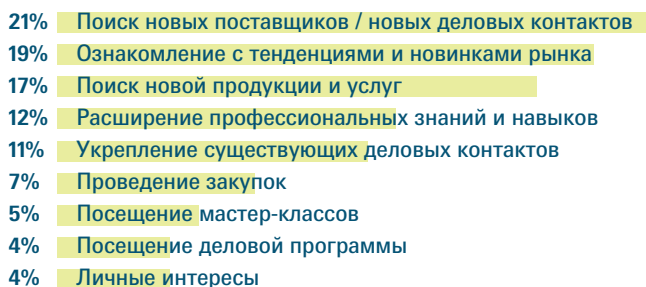 21% Поиск новых поставщиков / новых деловых контактов
19% Ознакомление с тенденциями и новинками рынка
17% Поиск новой продукции и услуг
12% Расширение профессиональных знаний и навыков
11% Укрепление существующих деловых контактов
7% Проведение закупок
5% Посещение мастер-классов
4% Посещение деловой программы
4% Личные интересы